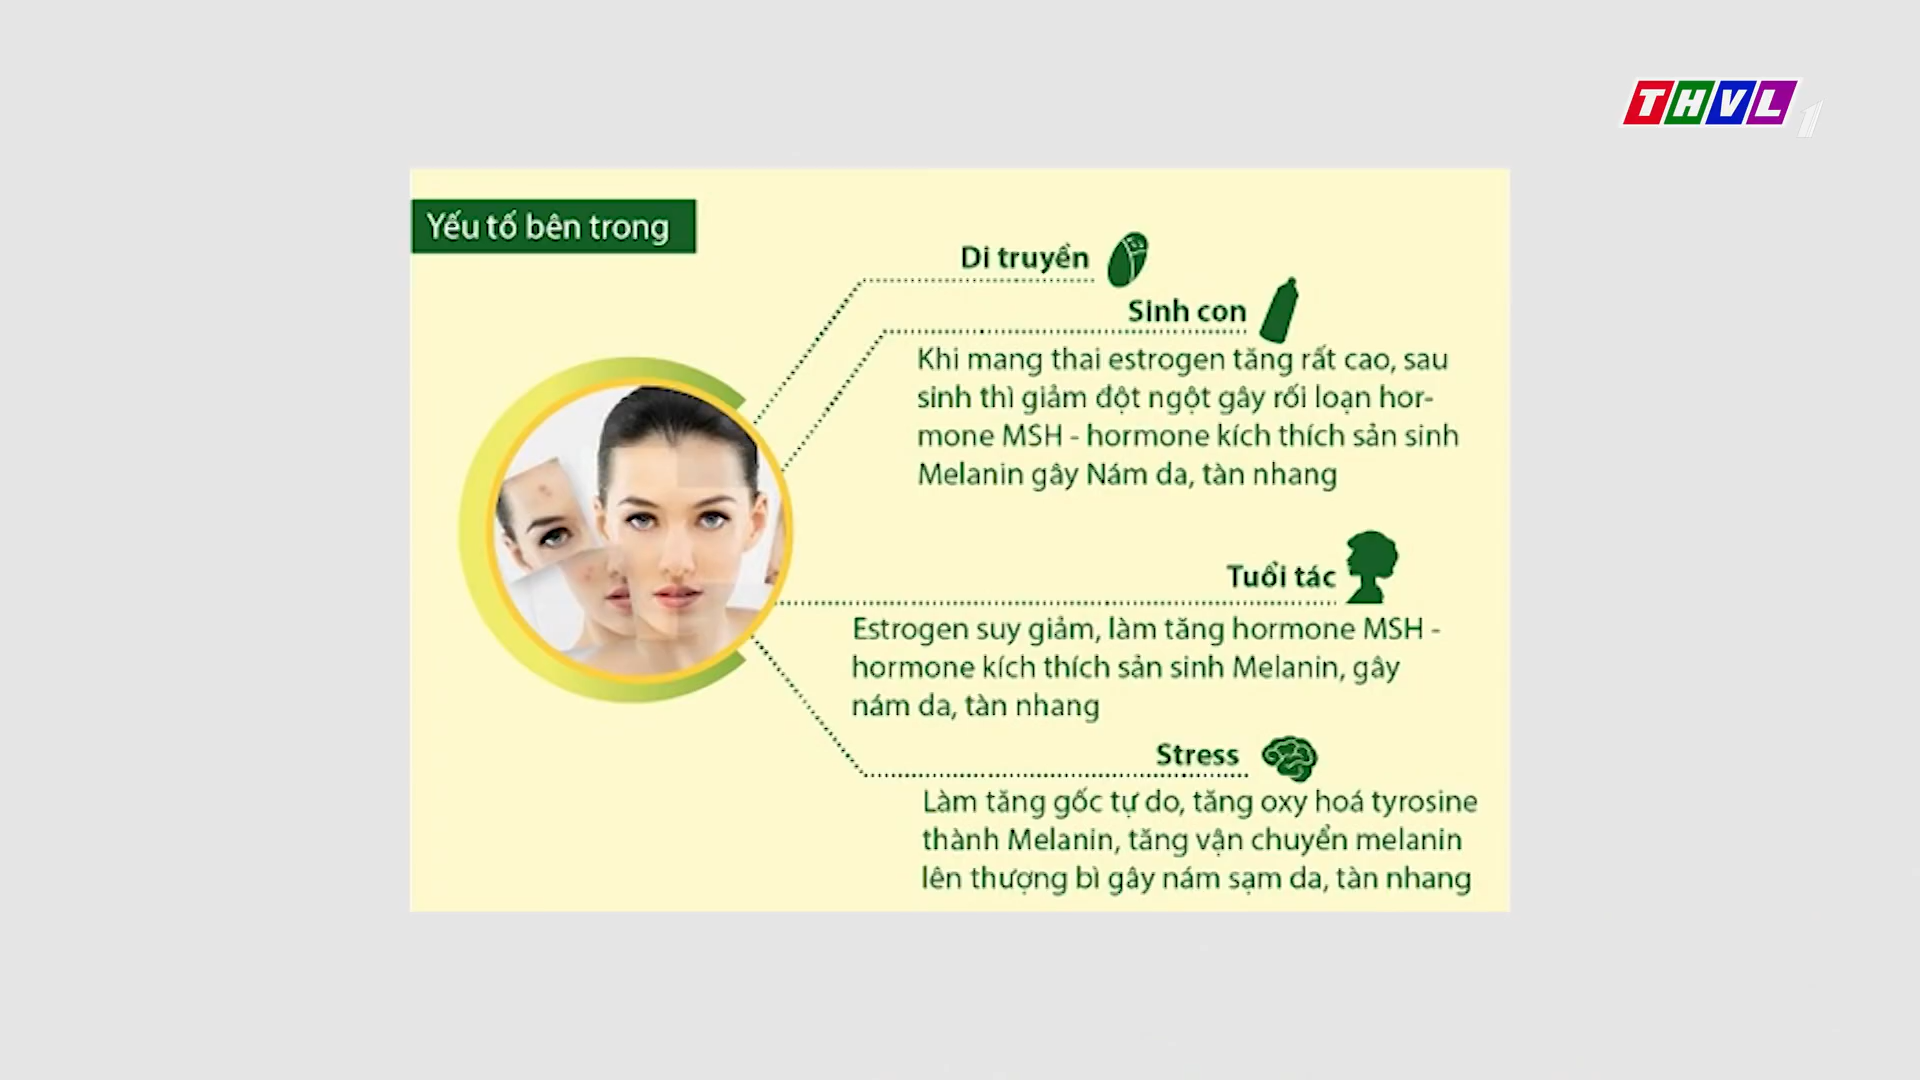 THVL1
Yếu tố bên trong
Di truyền
Sinh con
Khi mang thai estrogen tăng rất cao, sau
sinh thì giảm đột ngột gây rối loạn hor-
mone MSH - hormone kích thích sản sinh
Melanin gây Nám da, tàn nhang
Tuổi tác
Estrogen suy giảm, làm tăng hormone MSH -
hormone kích thích sản sinh Melanin, gây
nám da, tàn nhang
Stress
Làm tăng gốc tự do, tăng oxy hoá tyrosine
thành Melanin, tăng vận chuyển melanin
lên thượng bì gây nám sạm da, tàn nhang